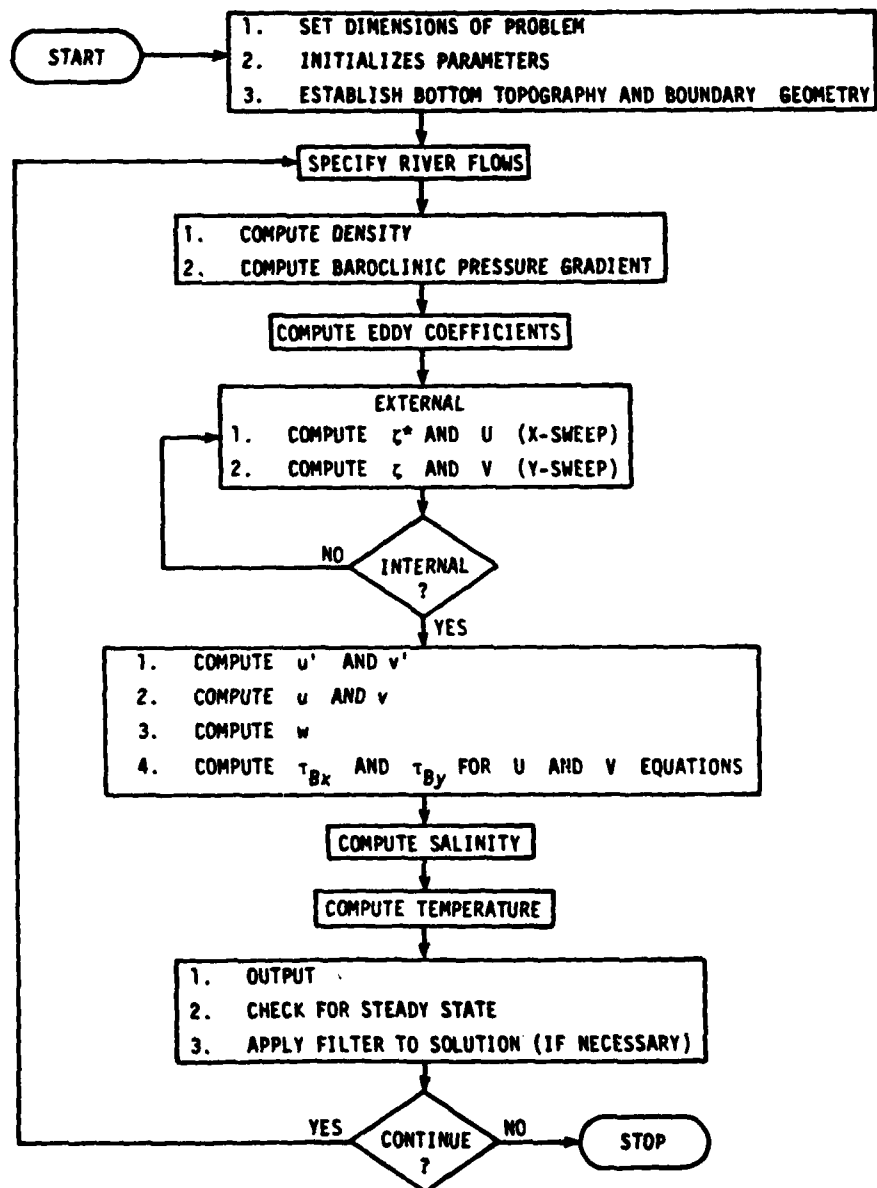 START
1. SET DIMENSIONS OF PROBLEM
2. INITIALIZES PARAMETERS
3. ESTABLISH BOTTOM TOPOGRAPHY AND BOUNDARY GEOMETRY
SPECIFY RIVER FLOWS
1. COMPUTE DENSITY
2. COMPUTE BAROCLINIC PRESSURE GRADIENT
COMPUTE EDDY COEFFICIENTS
EXTERNAL
1. COMPUTE ζ* AND U (X-SWEEP)
2. COMPUTE ζ AND V (Y-SWEEP)
NO
INTERNAL
?
YES
1. COMPUTE u' AND v'
2. COMPUTE u AND v
3. COMPUTE w
4. COMPUTE τBx AND τBy FOR U AND V EQUATIONS
COMPUTE SALINITY
COMPUTE TEMPERATURE
1. OUTPUT
2. CHECK FOR STEADY STATE
3. APPLY FILTER TO SOLUTION (IF NECESSARY)
YES
CONTINUE
?
NO
STOP